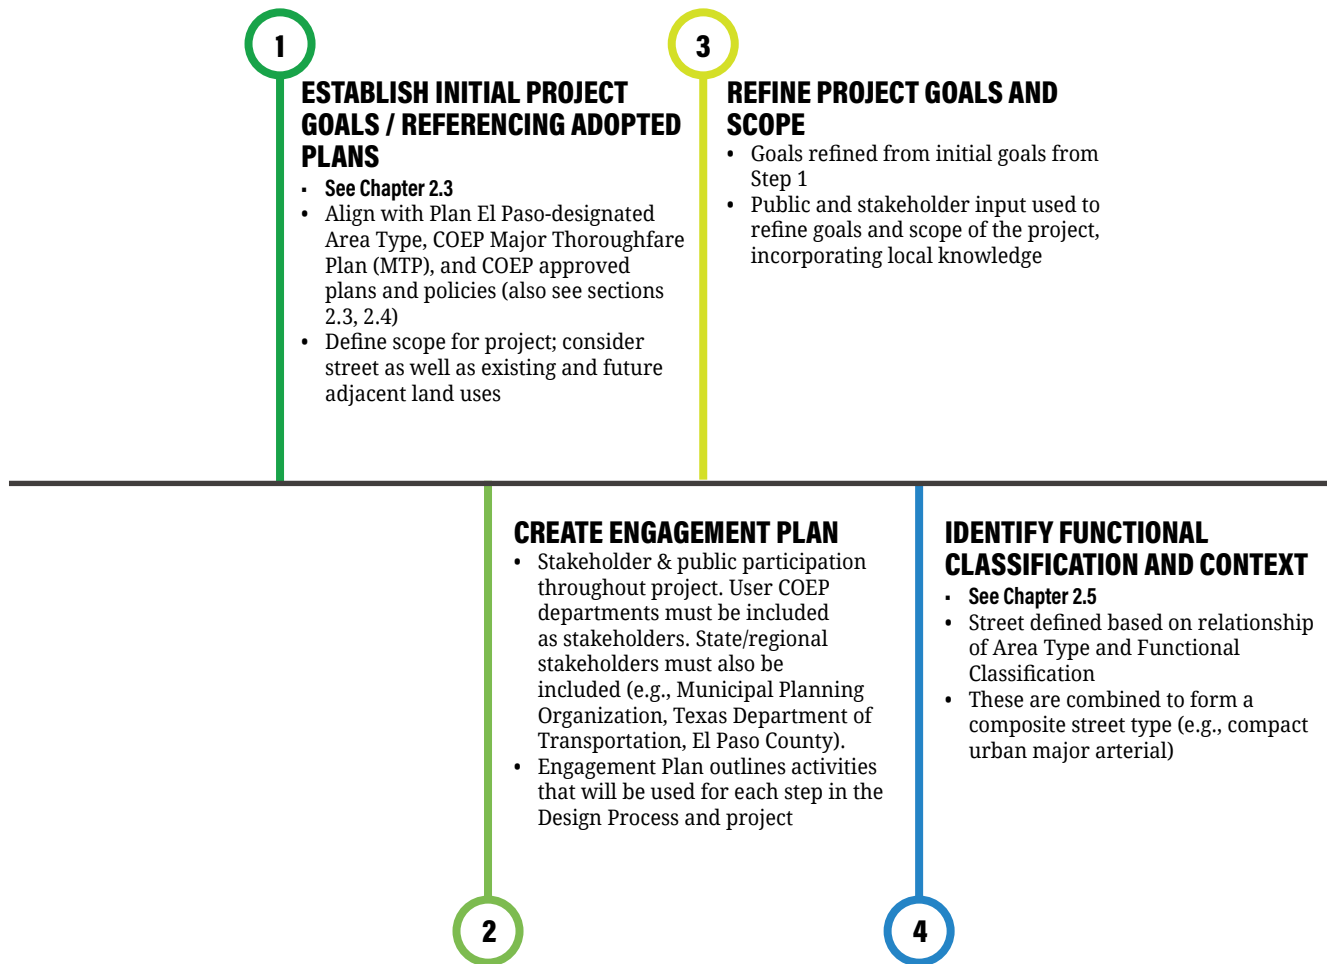 1
ESTABLISH INITIAL PROJECT
GOALS / REFERENCING ADOPTED
PLANS
• See Chapter 2.3
• Align with Plan El Paso-designated
Area Type, COEP Major Thoroughfare
Plan (MTP), and COEP approved
plans and policies (also see sections
2.3, 2.4)
• Define scope for project; consider
street as well as existing and future
adjacent land uses
2
CREATE ENGAGEMENT PLAN
• Stakeholder & public participation
throughout project. User COEP
departments must be included
as stakeholders. State/regional
stakeholders must also be
included (e.g., Municipal Planning
Organization, Texas Department of
Transportation, El Paso County).
• Engagement Plan outlines activities
that will be used for each step in the
Design Process and project
3
REFINE PROJECT GOALS AND
SCOPE
• Goals refined from initial goals from
Step 1
• Public and stakeholder input used to
refine goals and scope of the project,
incorporating local knowledge
4
IDENTIFY FUNCTIONAL
CLASSIFICATION AND CONTEXT
• See Chapter 2.5
• Street defined based on relationship
of Area Type and Functional
Classification
• These are combined to form a
composite street type (e.g., compact
urban major arterial)